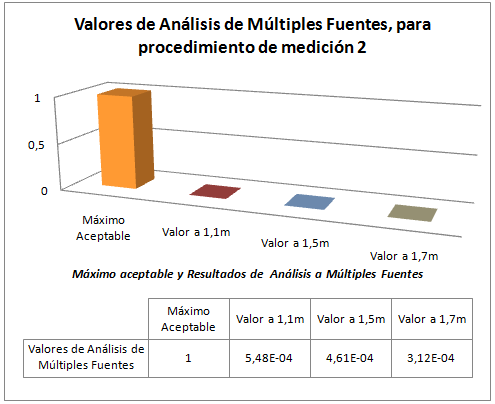 Valores de Análisis de Múltiples Fuentes, para
procedimiento de medición 2
1
0,5
0
Máximo
Aceptable
Valor a 1,1m
Valor a 1,5m
Valor a 1,7m
Máximo aceptable y Resultados de Análisis a Múltiples Fuentes
Máximo
Aceptable
Valor a 1,1m
Valor a 1,5m
Valor a 1,7m
Valores de Análisis de
Múltiples Fuentes
1
5,48E-04
4,61E-04
3,12E-04